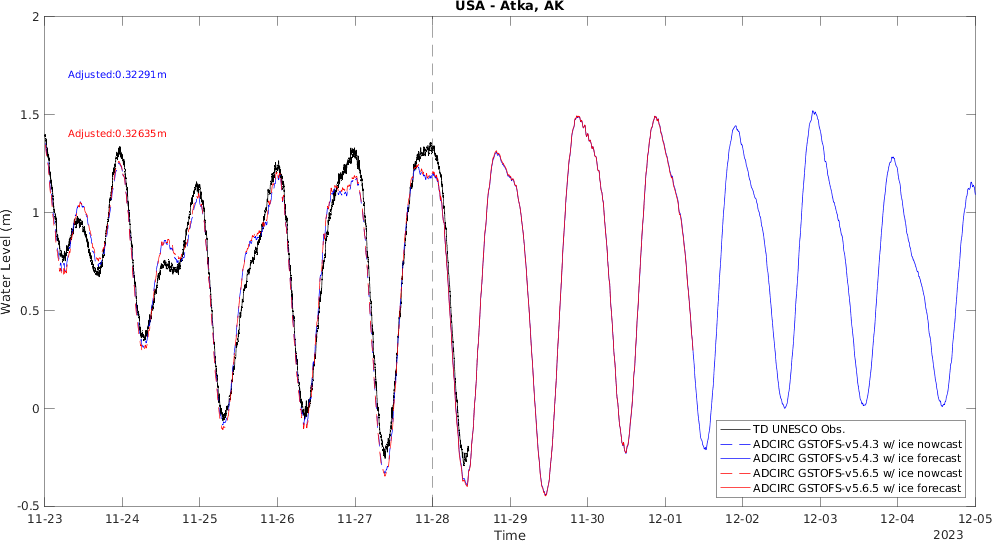 USA - Atka, AK
2
1.5
1
0.5
0
-0.5
Water Level (m)
Adjusted:0.32291m
Adjusted:0.32635m
TD UNESCO Obs.
ADCIRC GSTOFS-v5.4.3 w/ ice nowcast
ADCIRC GSTOFS-v5.4.3 w/ ice forecast
ADCIRC GSTOFS-v5.6.5 w/ ice nowcast
ADCIRC GSTOFS-v5.6.5 w/ ice forecast
11-23 11-24 11-25 11-26 11-27 11-28 11-29 11-30 12-01 12-02 12-03 12-04 12-05
Time
2023